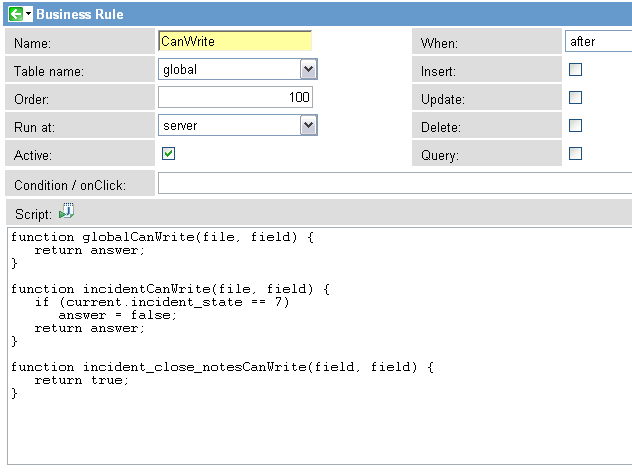 Business Rule
Name: CanWrite When: after
Table name: global Insert:
Order: 100 Update:
Run at: server Delete:
Active: Query:
Condition / onClick:
Script:
function globalCanWrite(file, field) {
   return answer;
}

function incidentCanWrite(file, field) {
   if (current.incident_state == 7)
      answer = false;
   return answer;
}

function incident_close_notesCanWrite(field, field) {
   return true;
}